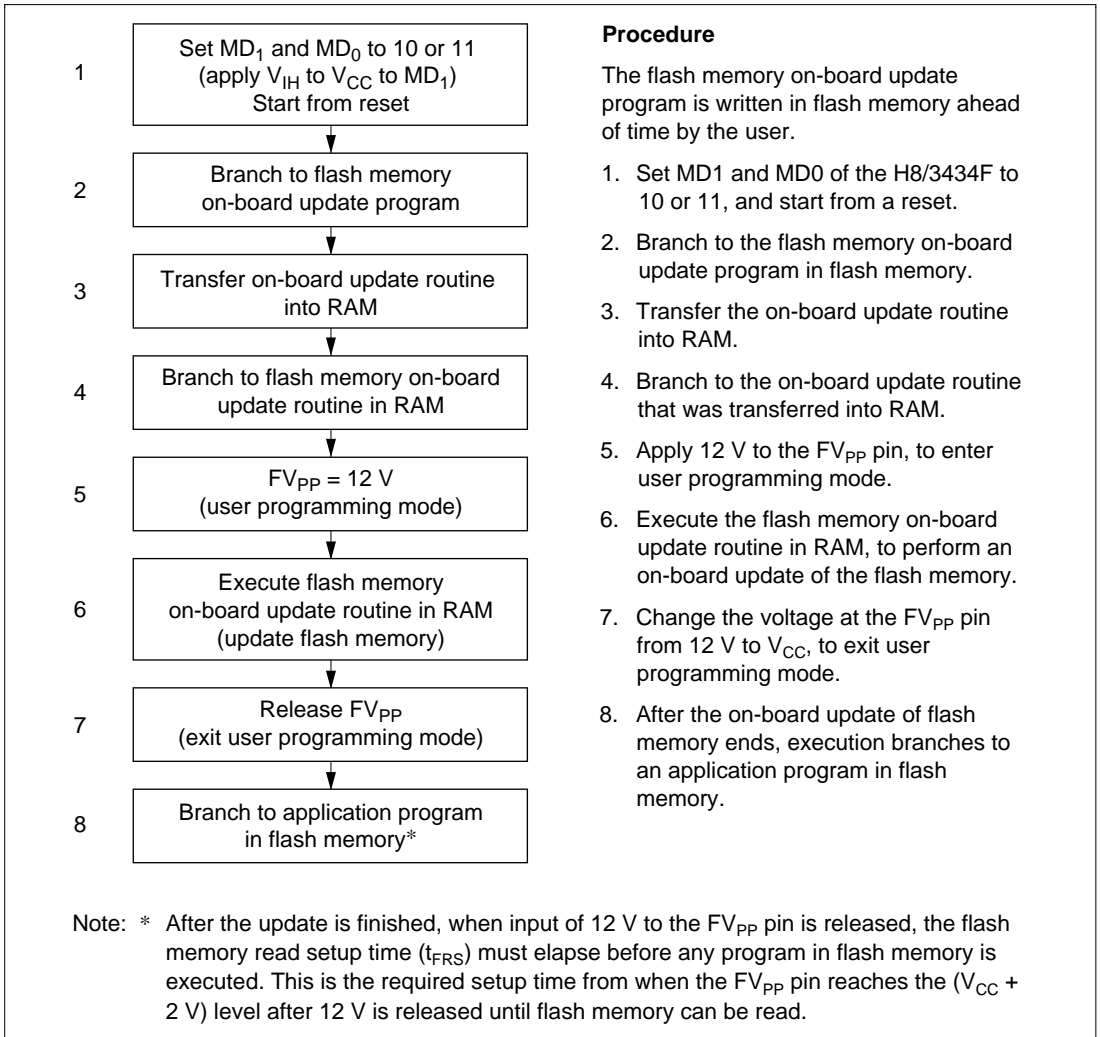 1
Set MD1 and MD0 to 10 or 11
(apply VIH to VCC to MD1)
Start from reset
2
Branch to flash memory
on-board update program
3
Transfer on-board update routine
into RAM
4
Branch to flash memory on-board
update routine in RAM
5
FVPP = 12 V
(user programming mode)
6
Execute flash memory
on-board update routine in RAM
(update flash memory)
7
Release FVPP
(exit user programming mode)
8
Branch to application program
in flash memory*
Procedure
The flash memory on-board update
program is written in flash memory ahead
of time by the user.
1. Set MD1 and MD0 of the H8/3434F to
10 or 11, and start from a reset.
2. Branch to the flash memory on-board
update program in flash memory.
3. Transfer the on-board update routine
into RAM.
4. Branch to the on-board update routine
that was transferred into RAM.
5. Apply 12 V to the FVPP pin, to enter
user programming mode.
6. Execute the flash memory on-board
update routine in RAM, to perform an
on-board update of the flash memory.
7. Change the voltage at the FVPP pin
from 12 V to VCC, to exit user
programming mode.
8. After the on-board update of flash
memory ends, execution branches to
an application program in flash
memory.
Note: * After the update is finished, when input of 12 V to the FVPP pin is released, the flash
memory read setup time (tFRS) must elapse before any program in flash memory is
executed. This is the required setup time from when the FVPP pin reaches the (VCC +
2 V) level after 12 V is released until flash memory can be read.